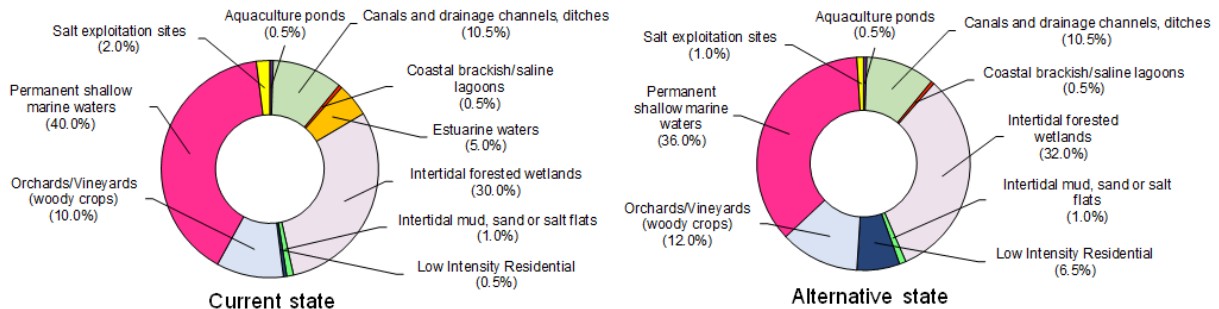 Aquaculture ponds
(0.5%)
Canals and drainage channels, ditches
(10.5%)
Salt exploitation sites
(2.0%)
Coastal brackish/saline
lagoons
(0.5%)
Permanent shallow
marine waters
(40.0%)
Estuarine waters
(5.0%)
Intertidal forested wetlands
(30.0%)
Orchards/Vineyards
(woody crops)
(10.0%)
Intertidal mud, sand or salt flats
(1.0%)
Low Intensity Residential
(0.5%)
Current state
Aquaculture ponds
(0.5%)
Canals and drainage channels, ditches
(10.5%)
Salt exploitation sites
(1.0%)
Coastal brackish/saline lagoons
(0.5%)
Permanent
shallow marine
waters
(36.0%)
Intertidal forested
wetlands
(32.0%)
Intertidal mud, sand or salt
flats
(1.0%)
Orchards/Vineyards
(woody crops)
(12.0%)
Low Intensity Residential
(6.5%)
Alternative state